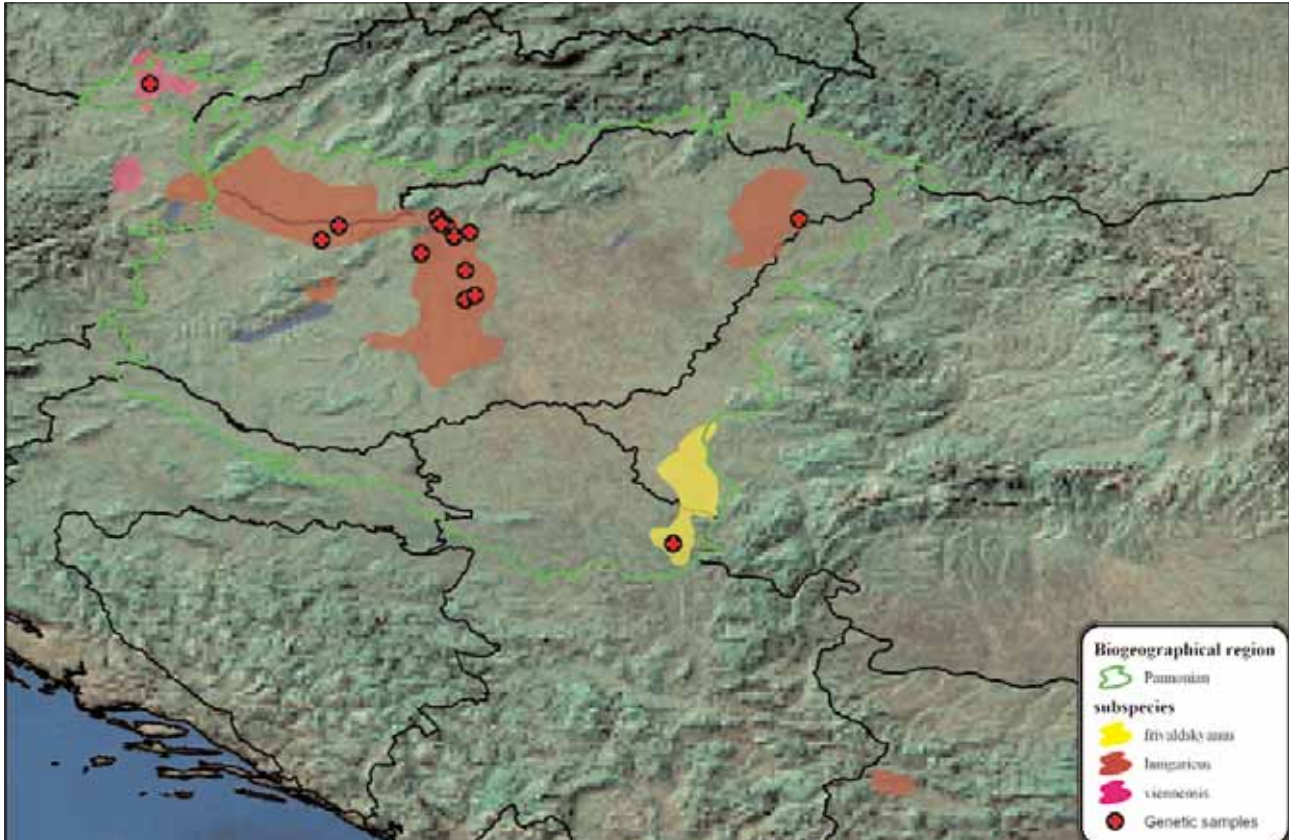 Biogeographical region
Pannonian
subspecies
frivaldskyanus
hungaricus
viennensis
Genetic samples